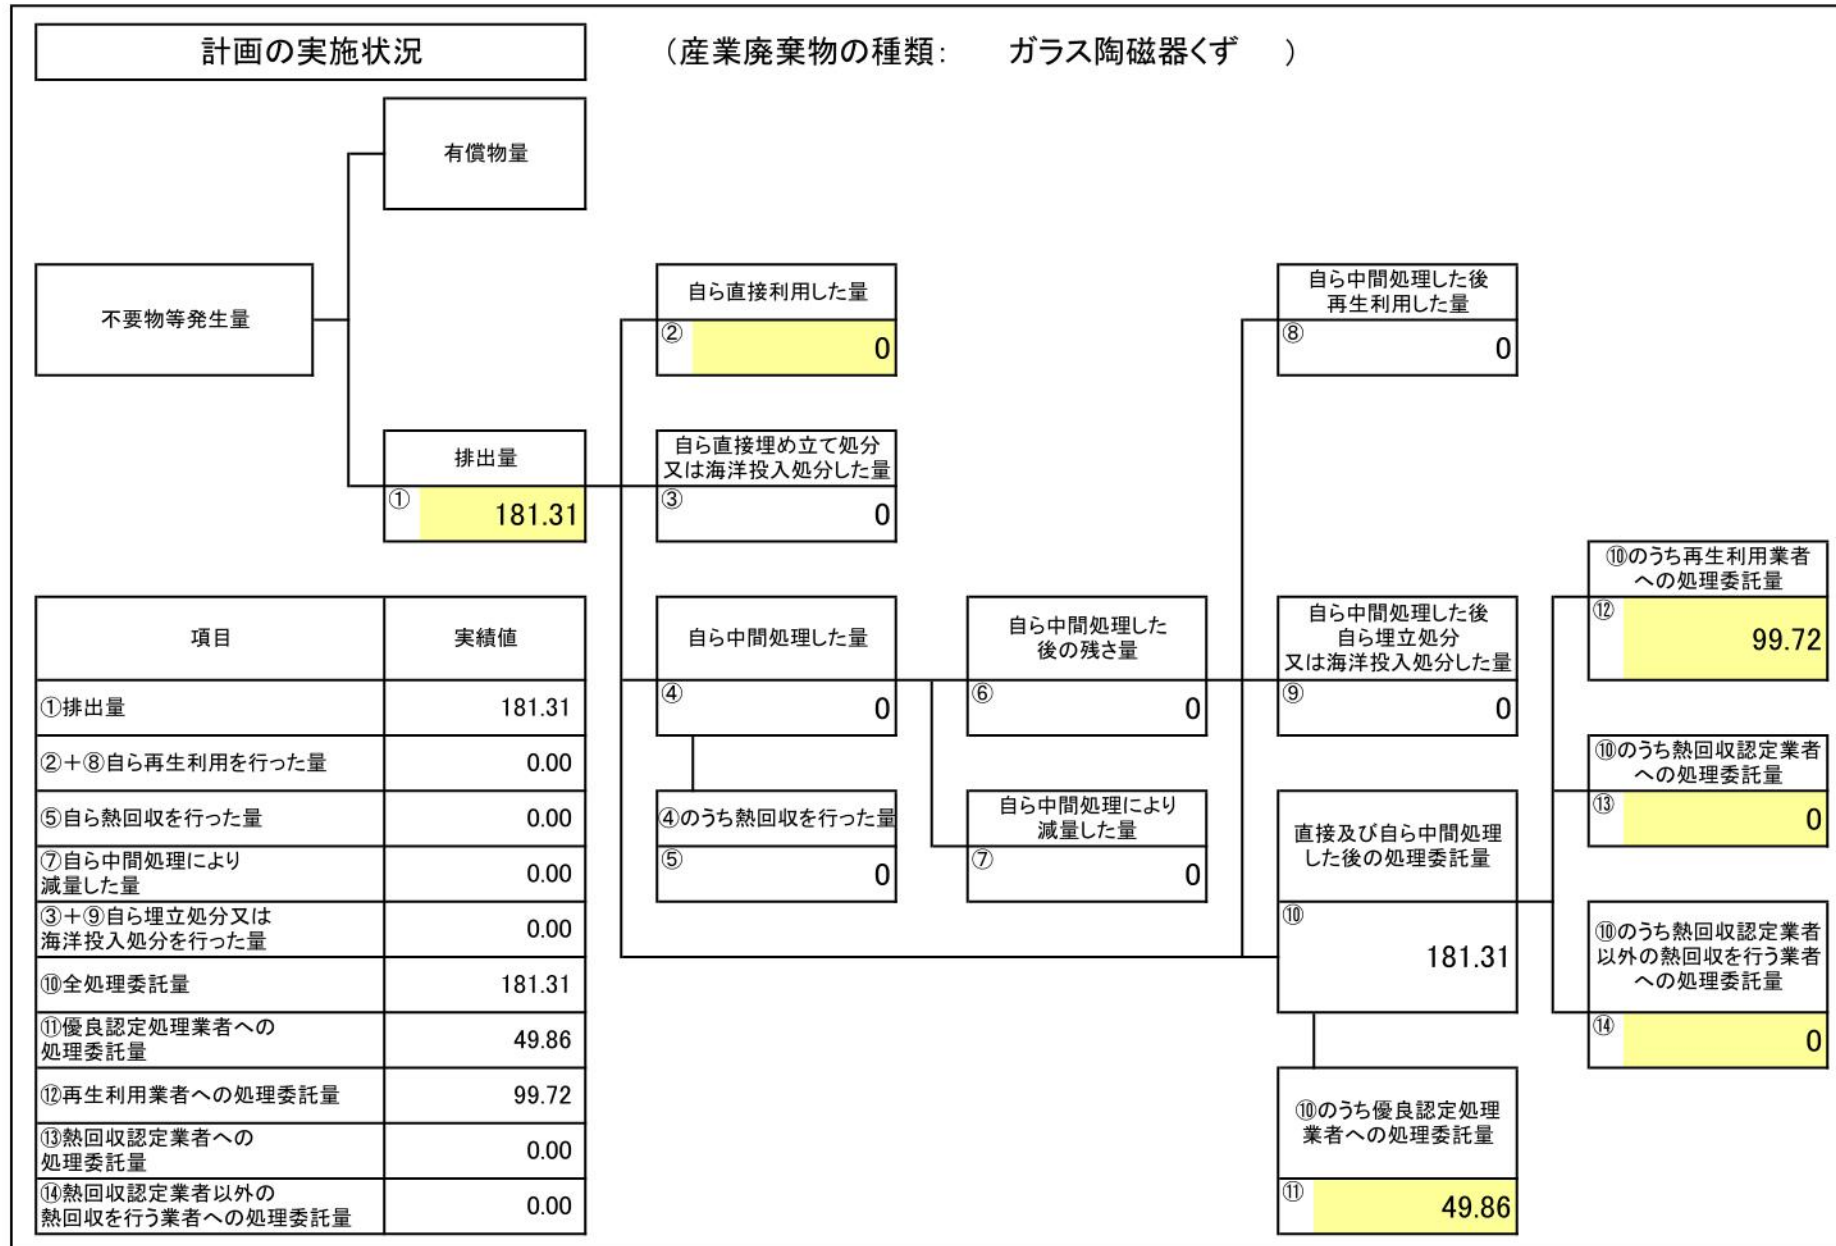 計画の実施状況
（産業廃棄物の種類： ガラス陶磁器くず ）
有償物量
不要物等発生量
排出量
①
181.31
自ら直接利用した量
②
0
自ら直接埋め立て処分
又は海洋投入処分した量
③
0
自ら中間処理した量
④
0
④のうち熱回収を行った量
⑤
0
自ら中間処理した
後の残さ量
⑥
0
自ら中間処理により
減量した量
⑦
0
自ら中間処理した後
再生利用した量
⑧
0
自ら中間処理した後
自ら埋立処分
又は海洋投入処分した量
⑨
0
直接及び自ら中間処理
した後の処理委託量
⑩
181.31
⑩のうち優良認定処理
業者への処理委託量
⑪
49.86
⑩のうち再生利用業者
への処理委託量
⑫
99.72
⑩のうち熱回収認定業者
への処理委託量
⑬
0
⑩のうち熱回収認定業者
以外の熱回収を行う業者
への処理委託量
⑭
0
項目 実績値
①排出量 181.31
②＋⑧自ら再生利用を行った量 0.00
⑤自ら熱回収を行った量 0.00
⑦自ら中間処理により
減量した量 0.00
③＋⑨自ら埋立処分又は
海洋投入処分を行った量 0.00
⑩全処理委託量 181.31
⑪優良認定処理業者への
処理委託量 49.86
⑫再生利用業者への処理委託量 99.72
⑬熱回収認定業者への
処理委託量 0.00
⑭熱回収認定業者以外の
熱回収を行う業者への処理委託量 0.00